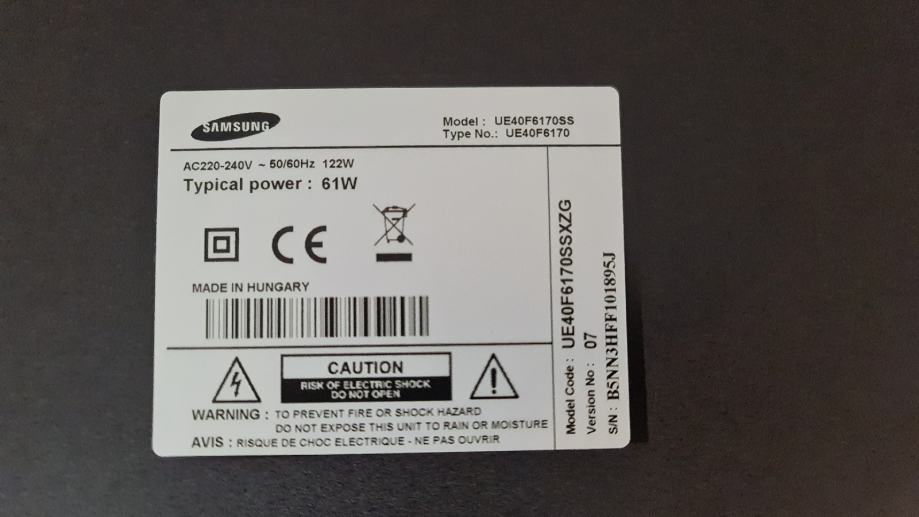 SAMSUNG
Model : UE40F6170SS
Type No.: UE40F6170
AC220-240V ~ 50/60Hz 122W
Typical power : 61W
CE
MADE IN HUNGARY
CAUTION
RISK OF ELECTRIC SHOCK
DO NOT OPEN
WARNING : TO PREVENT FIRE OR SHOCK HAZARD
DO NOT EXPOSE THIS UNIT TO RAIN OR MOISTURE
AVIS : RISQUE DE CHOC ELECTRIQUE - NE PAS OUVRIR
Model Code : UE40F6170SSXZG
Version No : 07
S/N : B5NN3HFF101895J